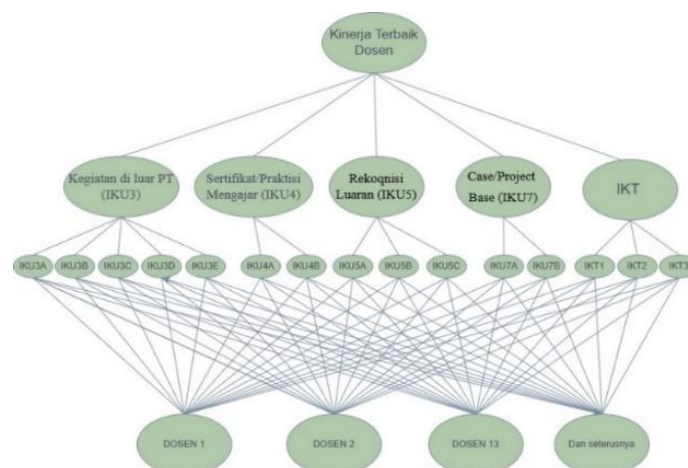 Kinerja Terbaik
Dosen
Kegiatan di luar PT
(IKU3)
Sertifikat/Praktisi
Mengajar (IKU4)
Rekoqnisi
Luaran (IKU5)
Case/Project
Base (IKU7)
IKT
IKU3A
IKU3B
IKU3C
IKU3D
IKU3E
IKU4A
IKU4B
IKU5A
IKU5B
IKU5C
IKU7A
IKU7B
IKT1
IKT2
IKT3
DOSEN 1
DOSEN 2
DOSEN 13
Dan seterusnya